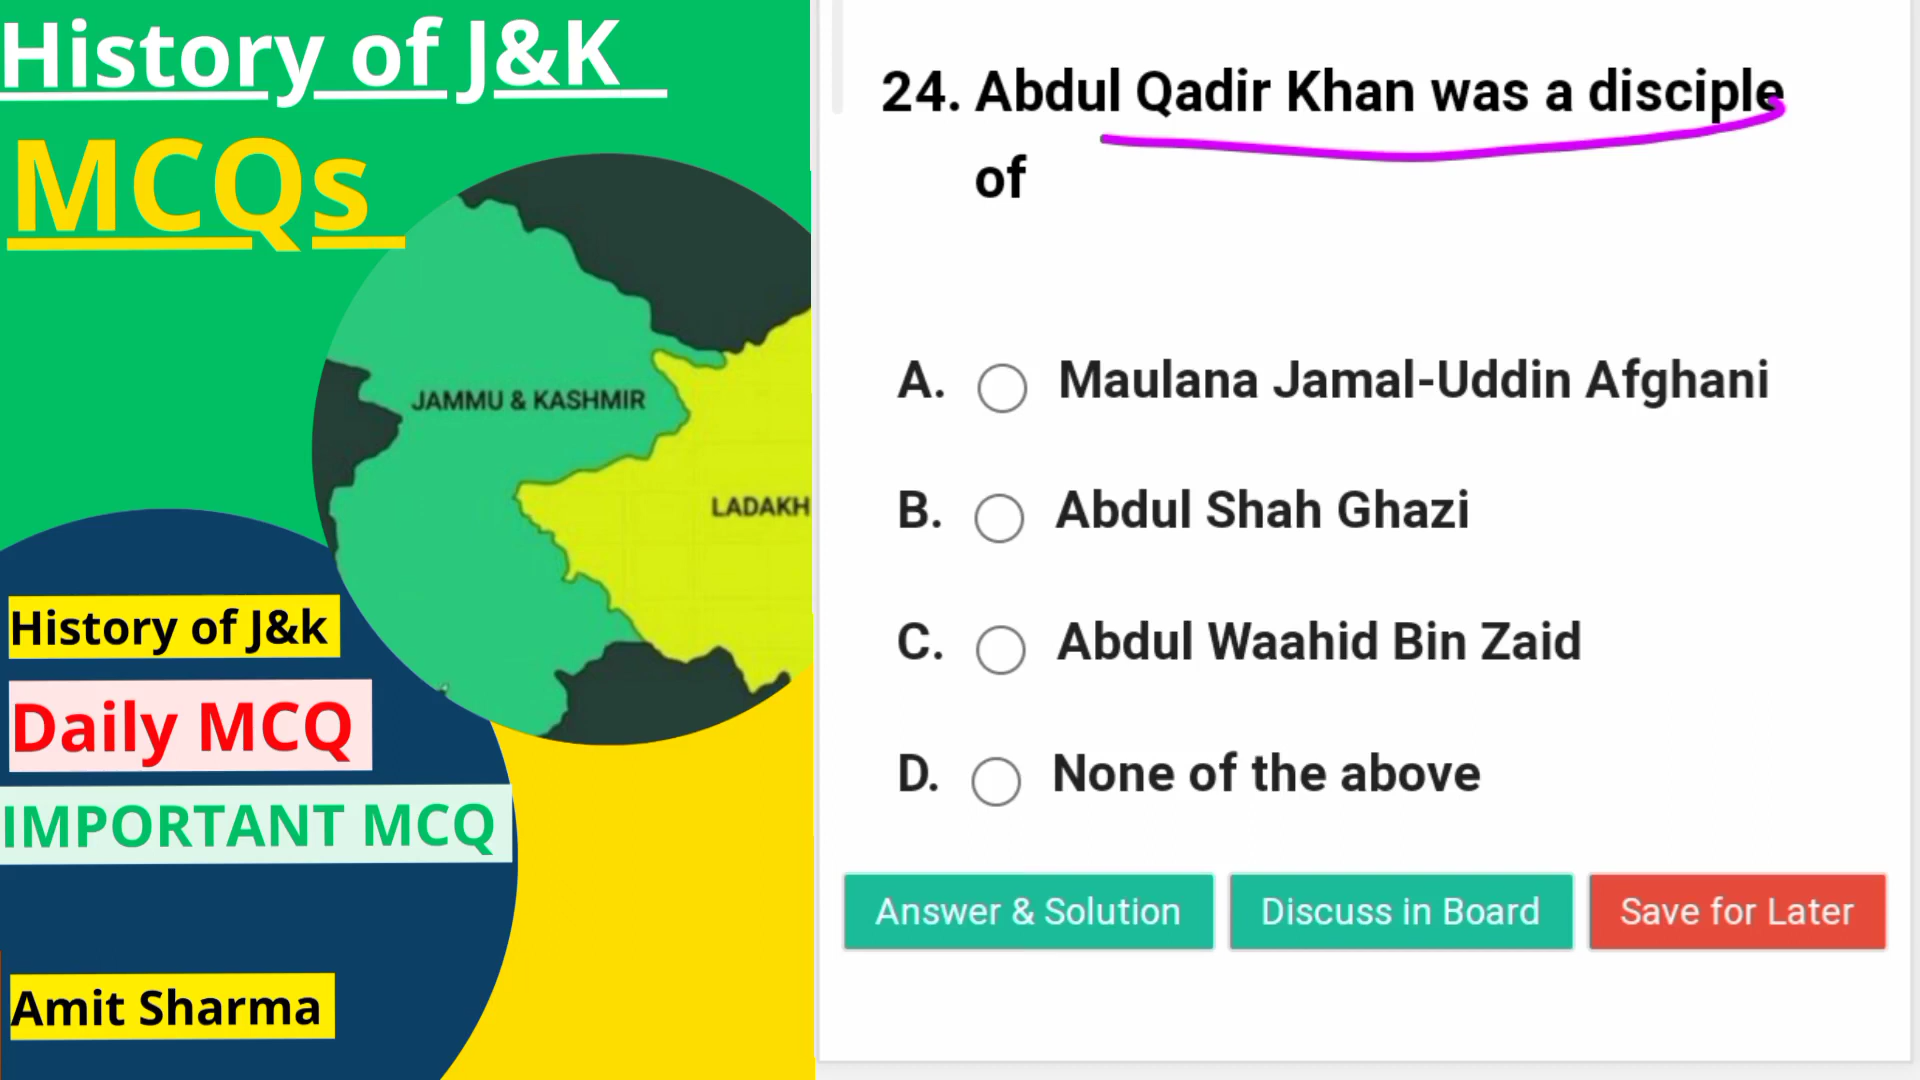 History of J&K
MCQs
JAMMU & KASHMIR
LADAKH
History of J&k
Daily MCQ
IMPORTANT MCQ
Amit Sharma
24. Abdul Qadir Khan was a disciple
of
A. Maulana Jamal-Uddin Afghani
B. Abdul Shah Ghazi
C. Abdul Waahid Bin Zaid
D. None of the above
Answer & Solution
Discuss in Board
Save for Later